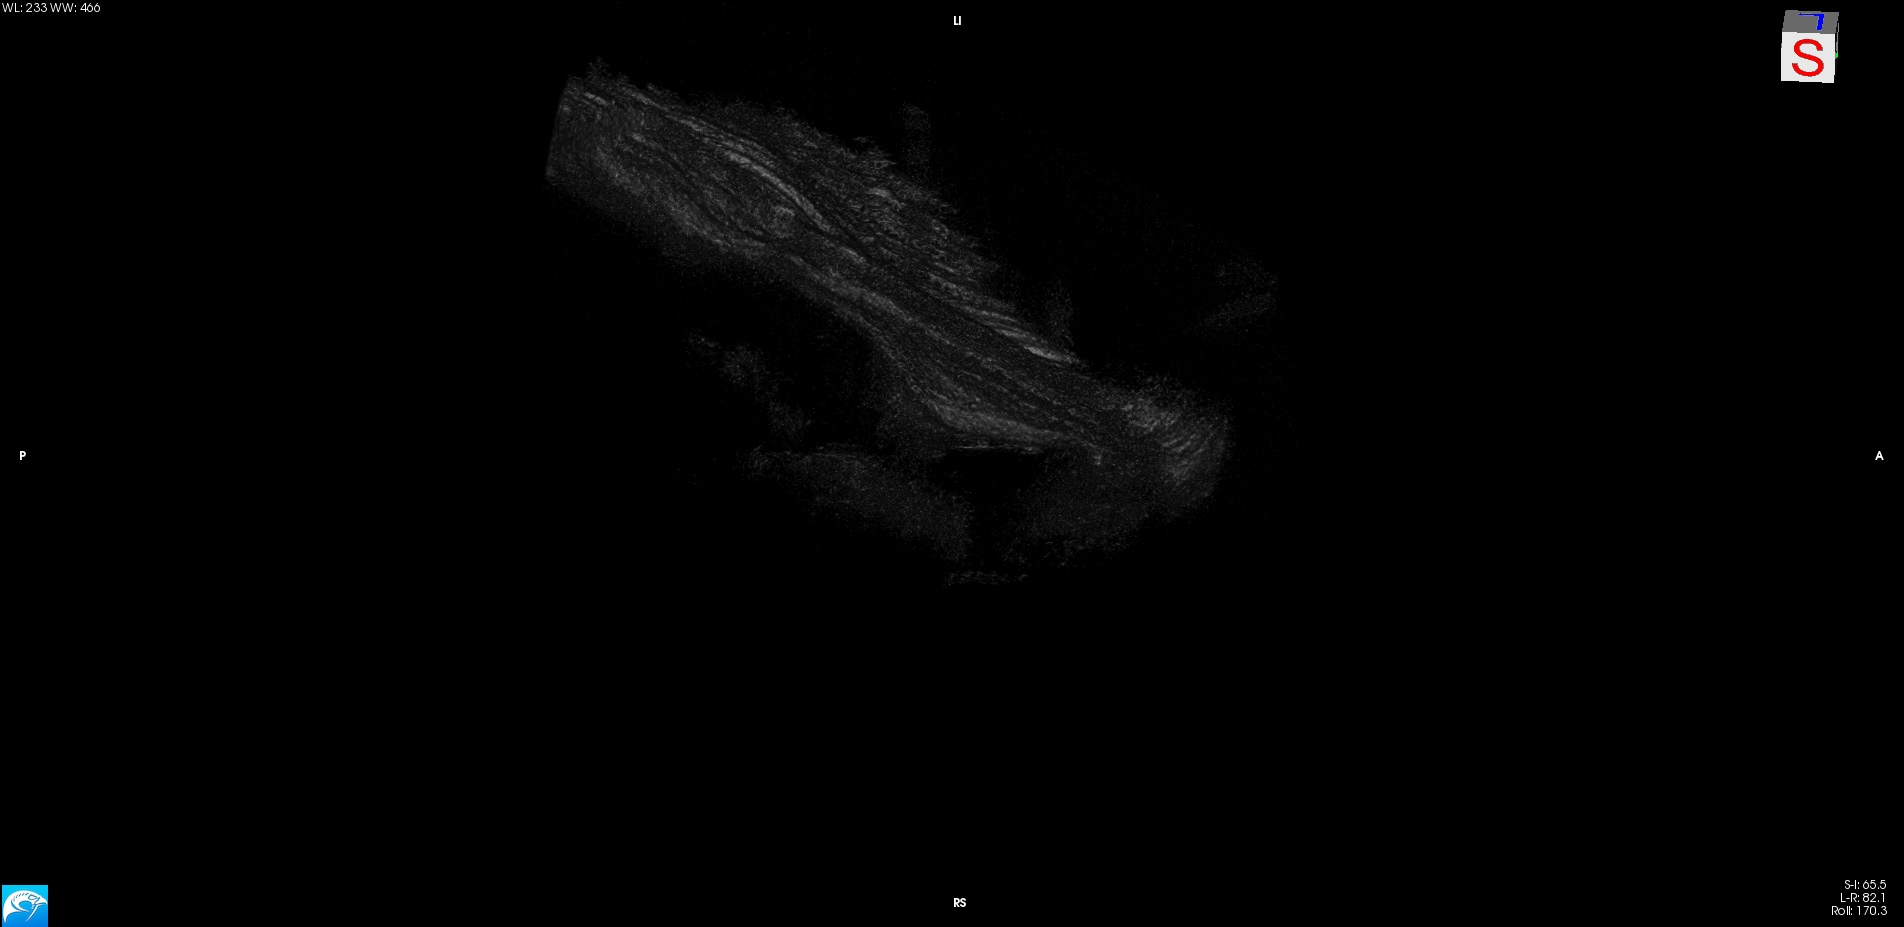 WL: 233 WW: 466
LI
S
P
A
S-I: 65.5
L-R: 82.1
Roll: 170.3
RS